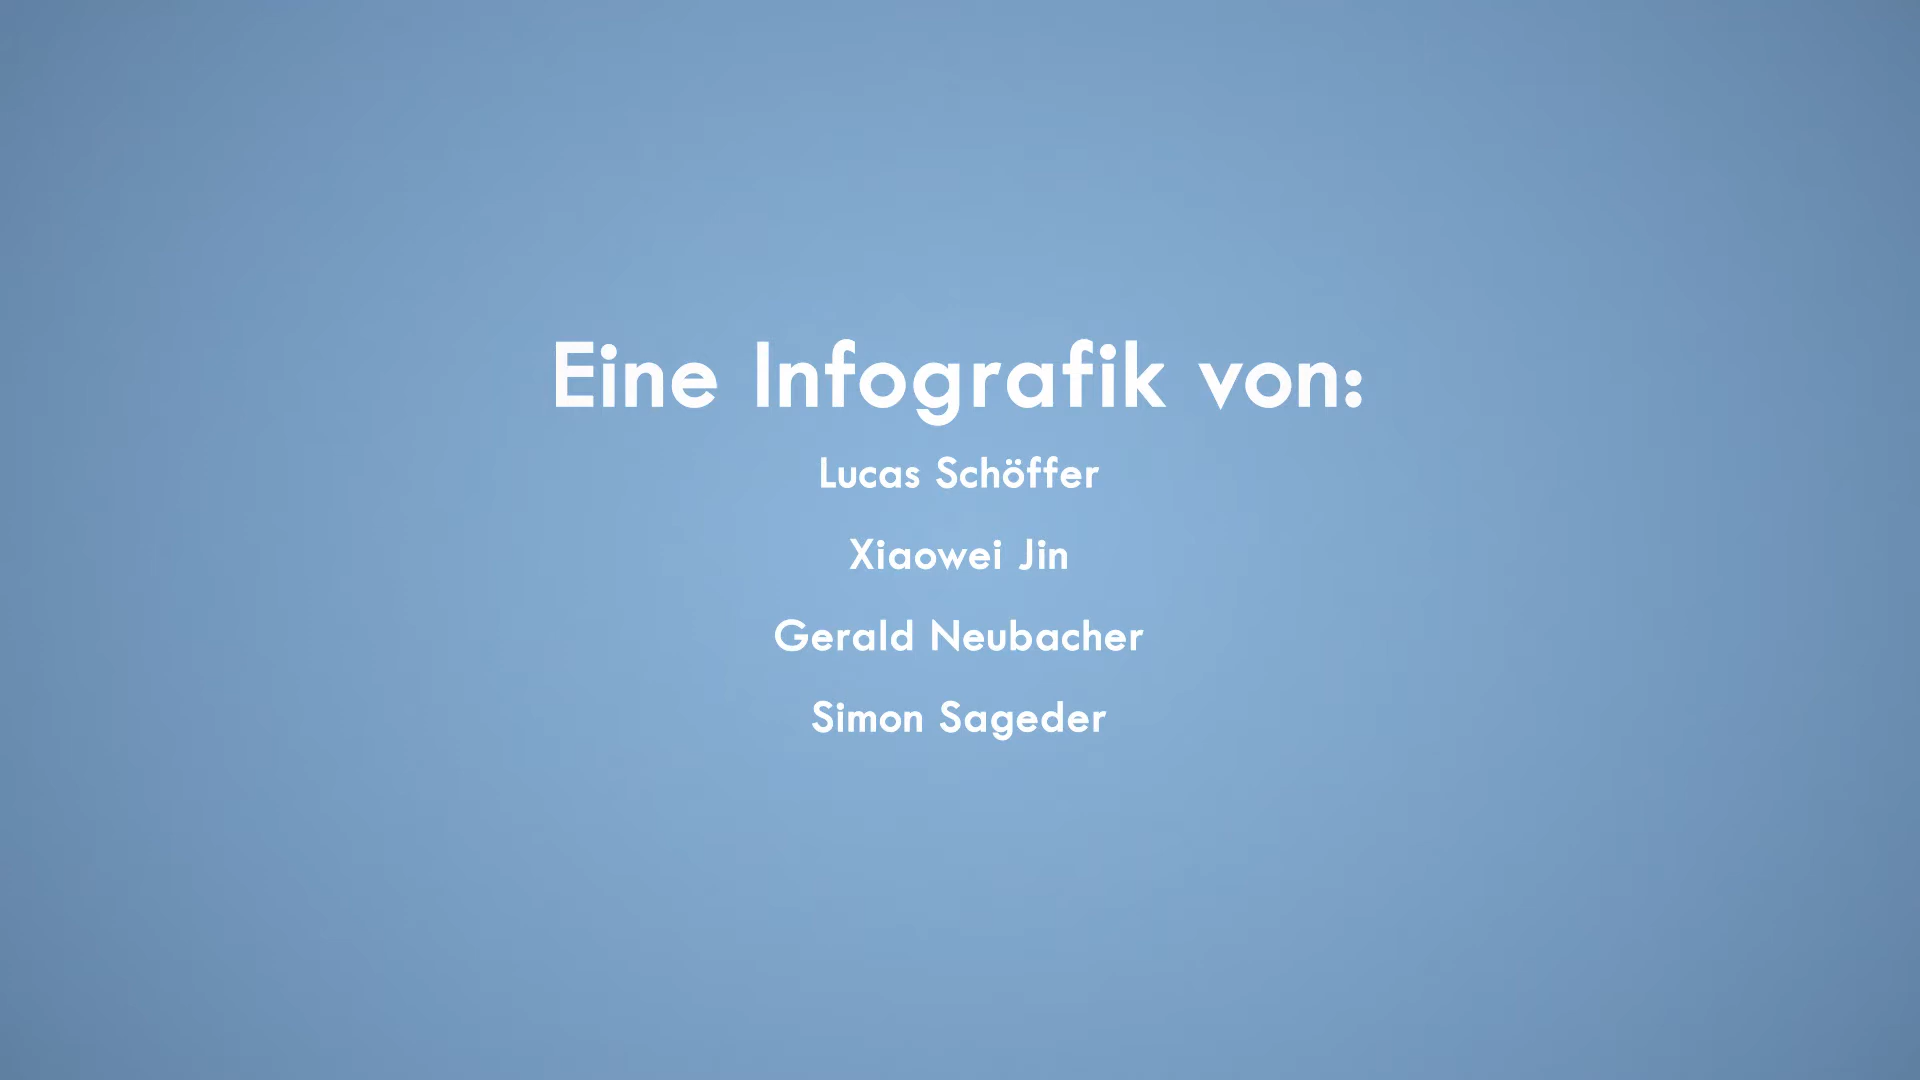 Eine Infografik von:
Lucas Schöffer
Xiaowei Jin
Gerald Neubacher
Simon Sageder